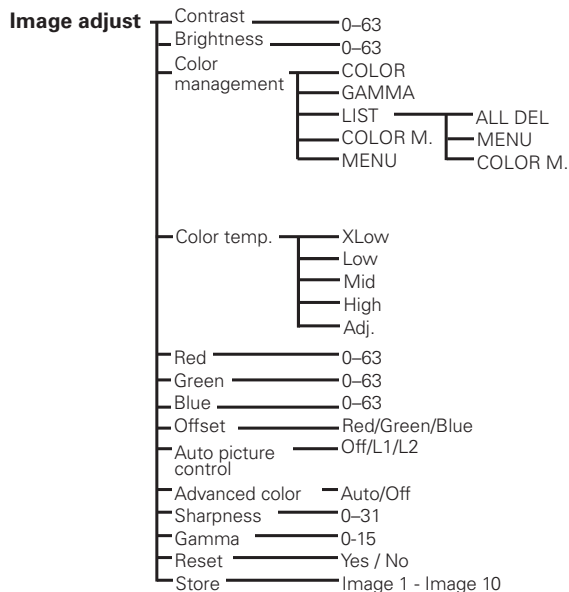 Image adjust
Contrast 0–63
Brightness 0–63
Color
management
COLOR
GAMMA
LIST ALL DEL
COLOR M. MENU
MENU COLOR M.
Color temp. XLow
Low
Mid
High
Adj.
Red 0–63
Green 0–63
Blue 0–63
Offset Red/Green/Blue
Auto picture
control
Off/L1/L2
Advanced color Auto/Off
Sharpness 0–31
Gamma 0-15
Reset Yes / No
Store Image 1 - Image 10